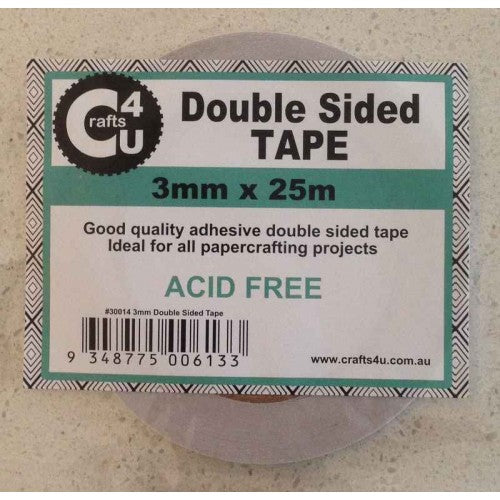 Crafts 4U
Double Sided
TAPE
3mm x 25m
Good quality adhesive double sided tape
Ideal for all papercrafting projects
ACID FREE
#30014 3mm Double Sided Tape
9 348775 006133
www.crafts4u.com.au